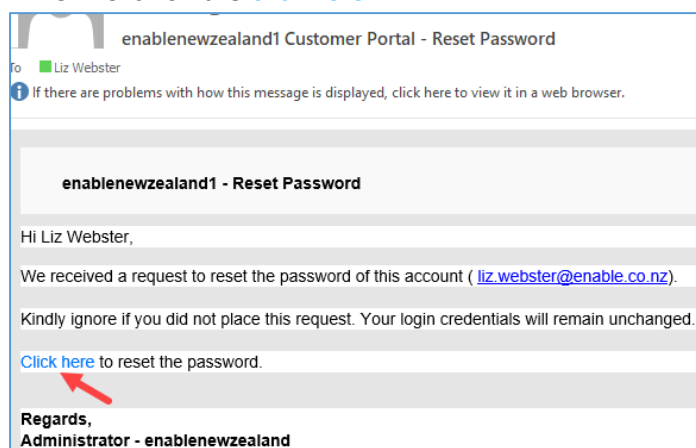 enablenewzealand1 Customer Portal - Reset Password
To Liz Webster
If there are problems with how this message is displayed, click here to view it in a web browser.
enablenewzealand1 - Reset Password
Hi Liz Webster,
We received a request to reset the password of this account ( liz.webster@enable.co.nz).
Kindly ignore if you did not place this request. Your login credentials will remain unchanged.
Click here to reset the password.
Regards,
Administrator - enablenewzealand